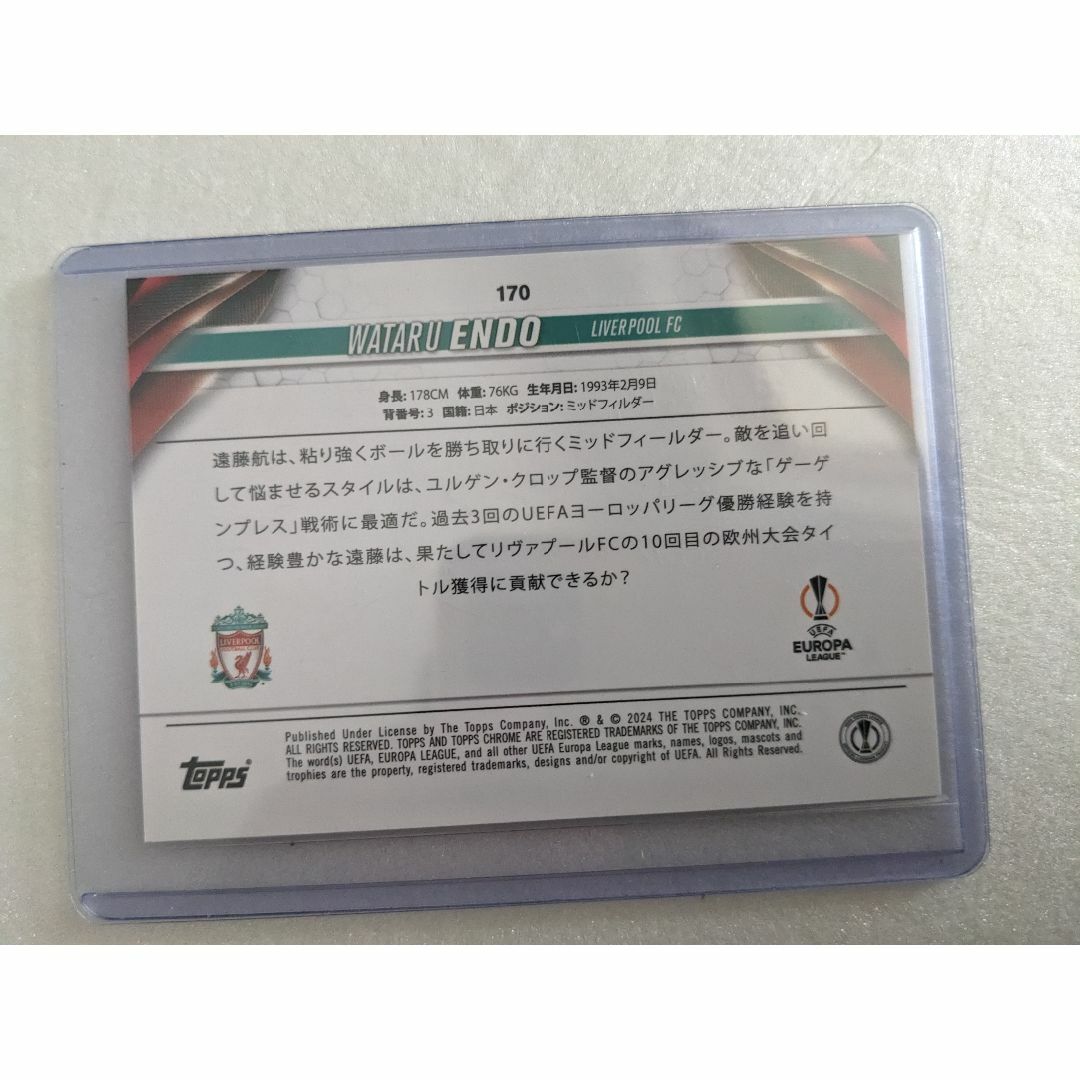 170
WATARU ENDO LIVERPOOL FC
身長: 178CM 体重: 76KG 生年月日: 1993年2月9日
背番号: 3 国籍: 日本 ポジション: ミッドフィルダー
遠藤航は、粘り強くボールを勝ち取りに行くミッドフィールダー。敵を追い回
して悩ませるスタイルは、ユルゲン・クロップ監督のアグレッシブな「ゲーゲ
ンプレス」戦術に最適だ。過去3回のUEFAヨーロッパリーグ優勝経験を持
つ、経験豊かな遠藤は、果たしてリヴァプールFCの10回目の欧州大会タイ
トル獲得に貢献できるか？
LIVERPOOL
FOOTBALL CLUB
UEFA
EUROPA
LEAGUE™
topps®
Published Under License by The Topps Company, Inc. ® & © 2024 THE TOPPS COMPANY, INC.
ALL RIGHTS RESERVED. TOPPS AND TOPPS CHROME ARE REGISTERED TRADEMARKS OF THE TOPPS COMPANY, INC.
The word(s) UEFA, EUROPA LEAGUE, and all other UEFA Europa League marks, names, logos, mascots and
trophies are the property, registered trademarks, designs and/or copyright of UEFA. All Rights Reserved.